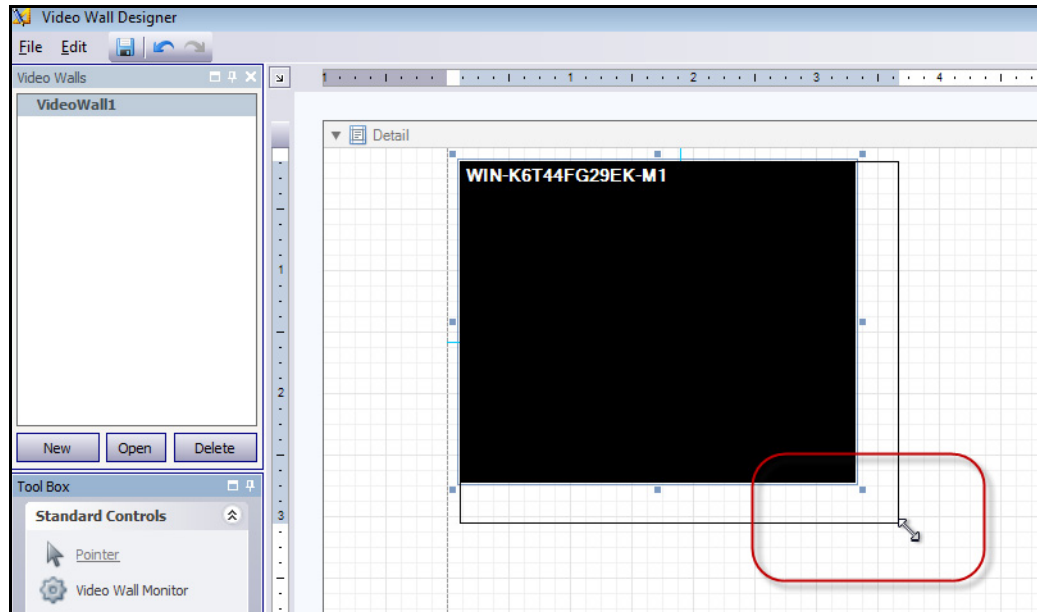 Video Wall Designer
File Edit
Video Walls
VideoWall1
New Open Delete
Tool Box
Standard Controls
Pointer
Video Wall Monitor
1 1 2 3 4
Detail
WIN-K6T44FG29EK-M1
1
2
3